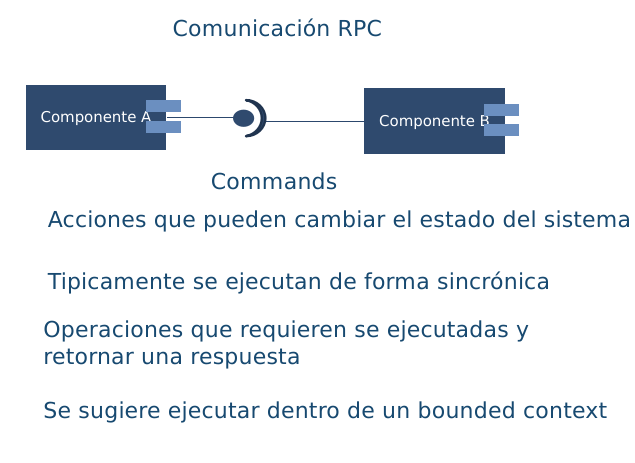 Comunicación RPC
Componente A
Componente B
Commands
Acciones que pueden cambiar el estado del sistema
Tipicamente se ejecutan de forma sincrónica
Operaciones que requieren se ejecutadas y
retornar una respuesta
Se sugiere ejecutar dentro de un bounded context